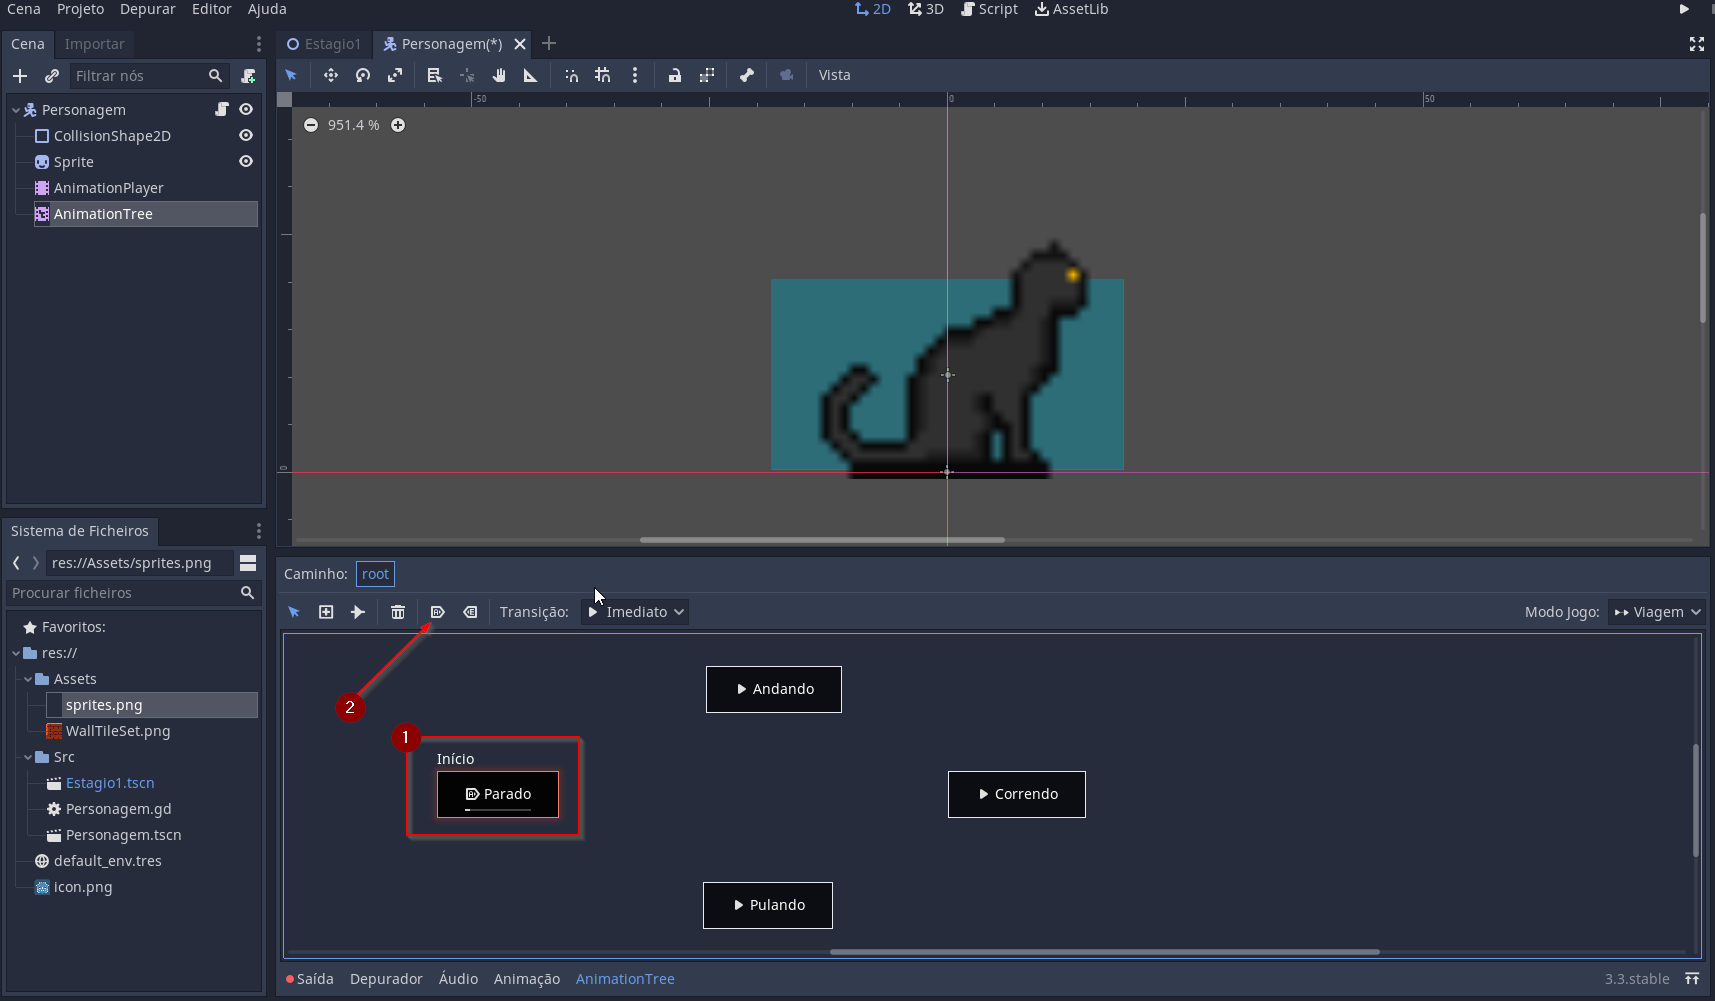 Cena Projeto Depurar Editor Ajuda
2D 3D Script AssetLib
Cena Importar
Estagio1 Personagem(*)
Filtrar nós
Vista
-50 0 50
951.4 %
Personagem
CollisionShape2D
Sprite
AnimationPlayer
AnimationTree
0
Sistema de Ficheiros
res://Assets/sprites.png
Procurar ficheiros
Favoritos:
res://
Assets
sprites.png
WallTileSet.png
Src
Estagio1.tscn
Personagem.gd
Personagem.tscn
default_env.tres
icon.png
Caminho: root
Transição: Imediato
Modo Jogo: Viagem
Andando
2
1
Início
Parado
Correndo
Pulando
Saída Depurador Áudio Animação AnimationTree
3.3.stable